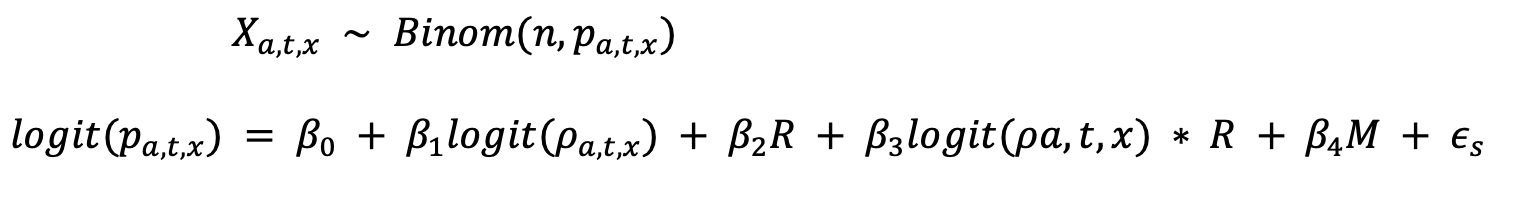 X_{a,t,x} ~ Binom(n, p_{a,t,x})
logit(p_{a,t,x}) = β_0 + β_1logit(ρ_{a,t,x}) + β_2R + β_3logit(ρa, t, x) * R + β_4M + ϵ_s